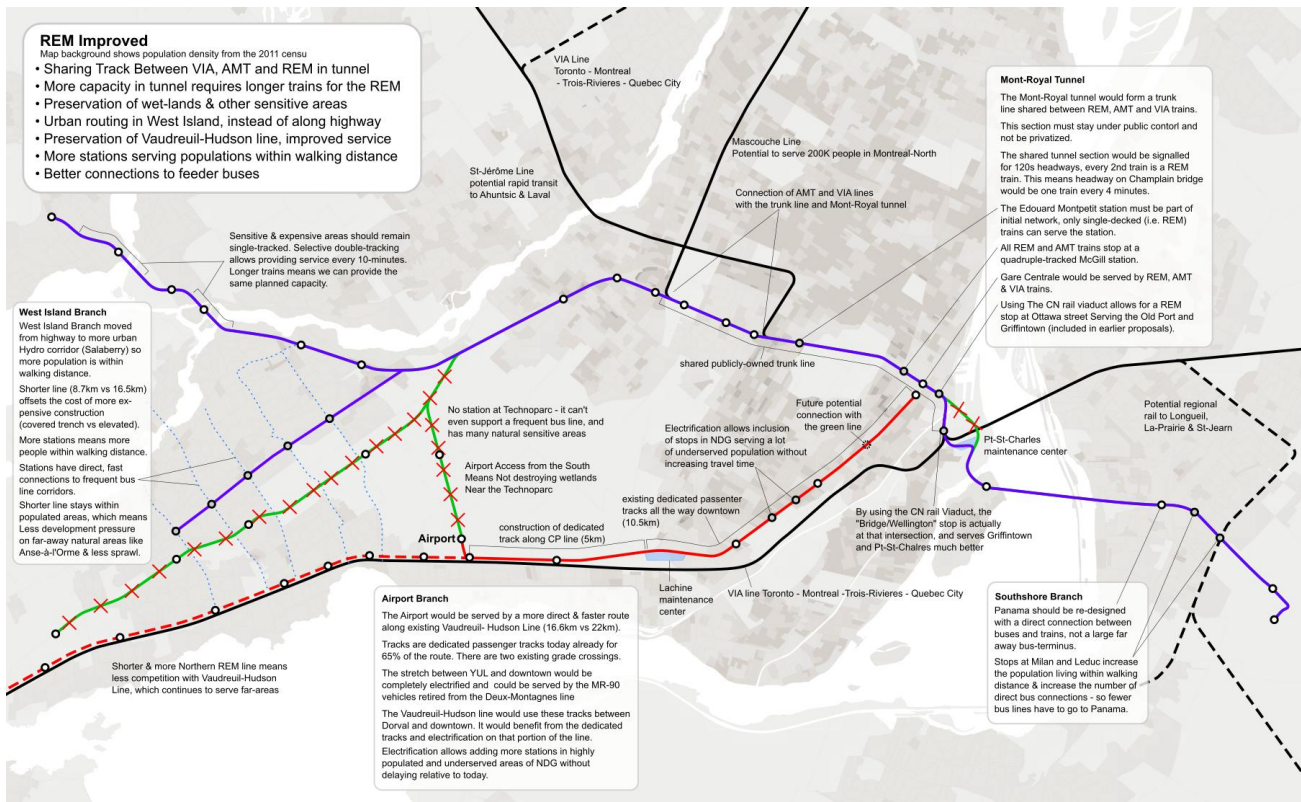 REM Improved
Map background shows population density from the 2011 censu
• Sharing Track Between VIA, AMT and REM in tunnel
• More capacity in tunnel requires longer trains for the REM
• Preservation of wet-lands & other sensitive areas
• Urban routing in West Island, instead of along highway
• Preservation of Vaudreuil-Hudson line, improved service
• More stations serving populations within walking distance
• Better connections to feeder buses
VIA Line
Toronto - Montreal
- Trois-Rivieres - Quebec City
St-Jérôme Line
potential rapid transit
to Ahuntsic & Laval
Mascouche Line
Potential to serve 200K people in Montreal-North
Connection of AMT and VIA lines
with the trunk line and Mont-Royal tunnel
Mont-Royal Tunnel
The Mont-Royal tunnel would form a trunk
line shared between REM, AMT and VIA trains.
This section must stay under public contorl and
not be privatized.
The shared tunnel section would be signalled
for 120s headways, every 2nd train is a REM
train. This means headway on Champlain bridge
would be one train every 4 minutes.
The Edouard Montpetit station must be part of
initial network, only single-decked (i.e. REM)
trains can serve the station.
All REM and AMT trains stop at a
quadruple-tracked McGill station.
Gare Centrale would be served by REM, AMT
& VIA trains.
Using The CN rail viaduct allows for a REM
stop at Ottawa street Serving the Old Port and
Griffintown (included in earlier proposals).
Sensitive & expensive areas should remain
single-tracked. Selective double-tracking
allows providing service every 10-minutes.
Longer trains means we can provide the
same planned capacity.
West Island Branch
West Island Branch moved
from highway to more urban
Hydro corridor (Salaberry) so
more population is within
walking distance.
Shorter line (8.7km vs 16.5km)
offsets the cost of more ex-
pensive construction
(covered trench vs elevated).
More stations means more
people within walking distance.
Stations have direct, fast
connections to frequent bus
line corridors.
Shorter line stays within
populated areas, which means
Less development pressure
on far-away natural areas like
Anse-à-l'Orme & less sprawl.
shared publicly-owned trunk line
No station at Technoparc - it can't
even support a frequent bus line, and
has many natural sensitive areas
Airport Access from the South
Means Not destroying wetlands
Near the Technoparc
Future potential
connection with
the green line
Electrification allows inclusion
of stops in NDG serving a lot
of underserved population without
increasing travel time
existing dedicated passenter
tracks all the way downtown
(10.5km)
construction of dedicated
track along CP line (5km)
Airport
Pt-St-Charles
maintenance center
Potential regional
rail to Longueil,
La-Prairie & St-Jearn
By using the CN rail Viaduct, the
"Bridge/Wellington" stop is actually
at that intersection, and serves Griffintown
and Pt-St-Chalres much better
Lachine
maintenance
center
VIA line Toronto - Montreal -Trois-Rivieres - Quebec City
Airport Branch
The Airport would be served by a more direct & faster route
along existing Vaudreuil- Hudson Line (16.6km vs 22km).
Tracks are dedicated passenger tracks today already for
65% of the route. There are two existing grade crossings.
The stretch between YUL and downtown would be
completely electrified and could be served by the MR-90
vehicles retired from the Deux-Montagnes line
The Vaudreuil-Hudson line would use these tracks between
Dorval and downtown. It would benefit from the dedicated
tracks and electrification on that portion of the line.
Electrification allows adding more stations in highly
populated and underserved areas of NDG without
delaying relative to today.
Shorter & more Northern REM line means
less competition with Vaudreuil-Hudson
Line, which continues to serve far-areas
Southshore Branch
Panama should be re-designed
with a direct connection between
buses and trains, not a large far
away bus-terminus.
Stops at Milan and Leduc increase
the population living within walking
distance & increase the number of
direct bus connections - so fewer
bus lines have to go to Panama.